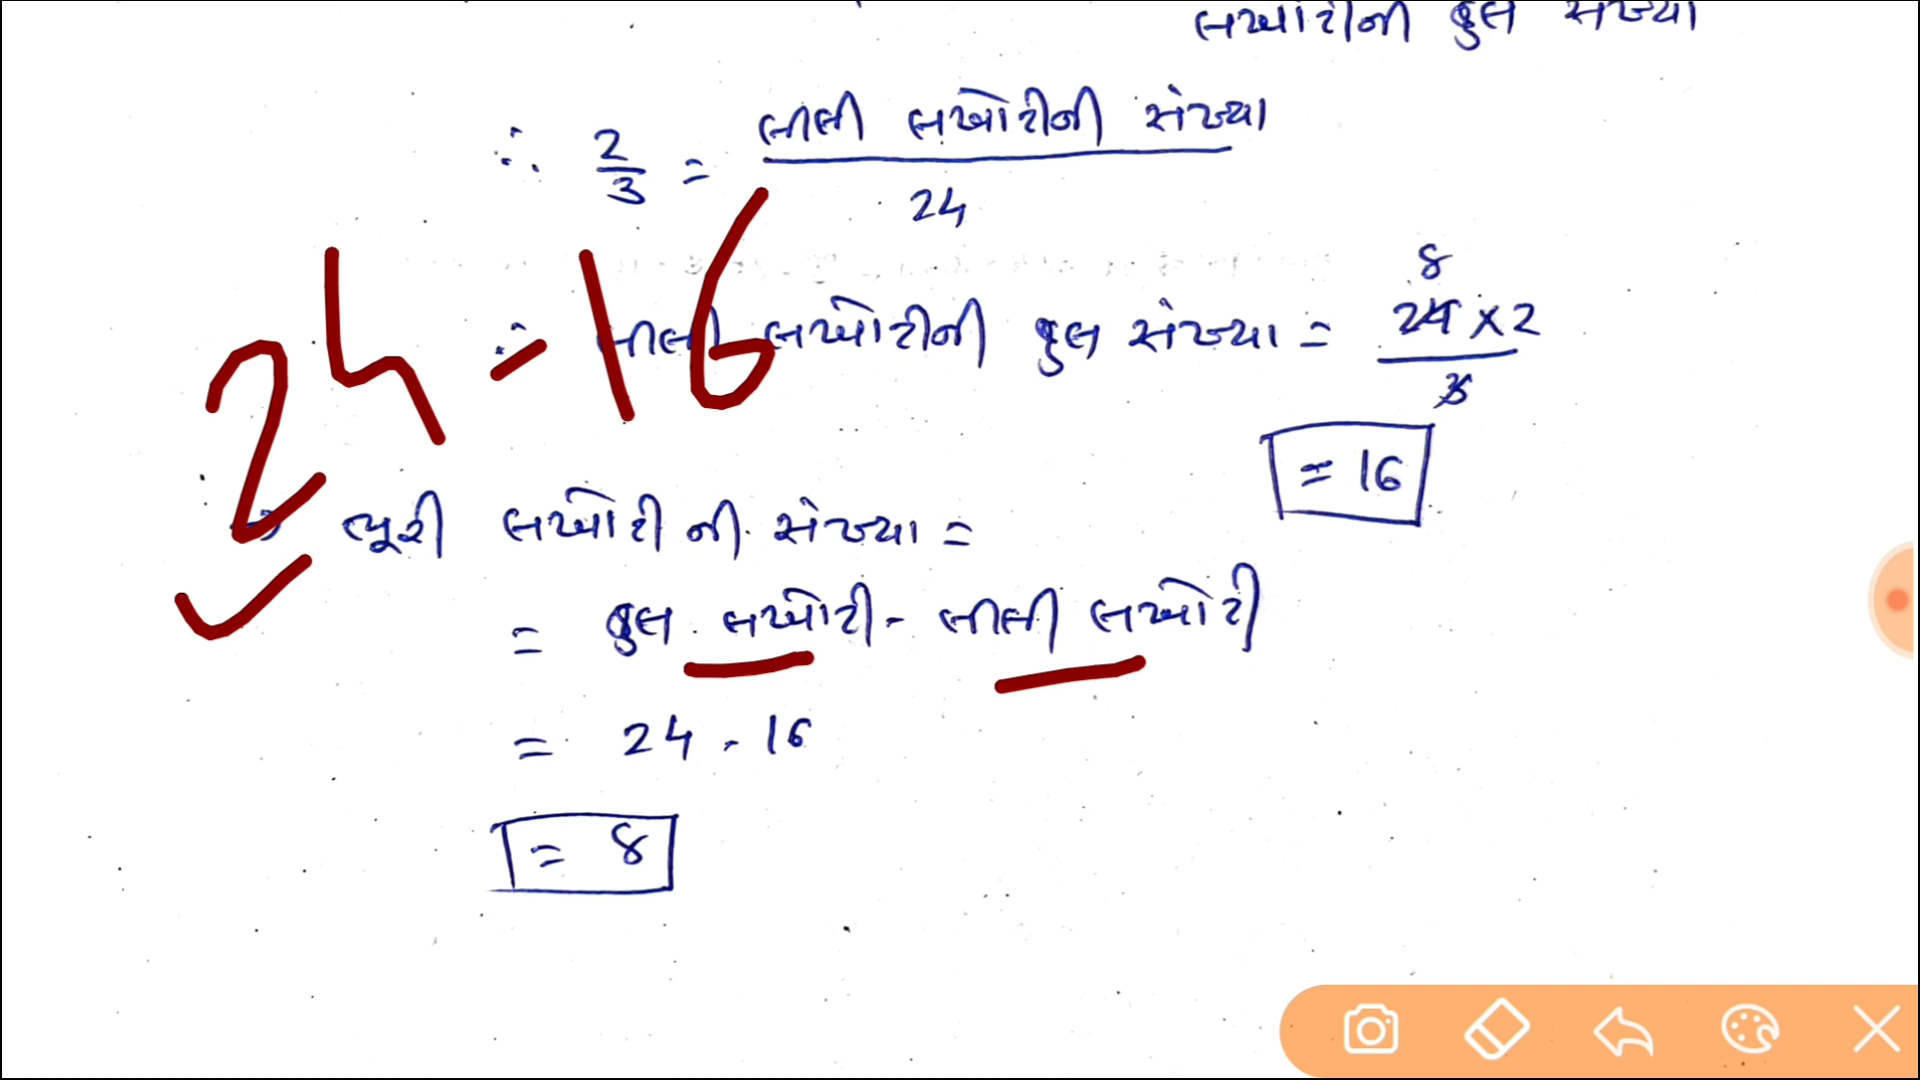 લખોટીની કુલ સંખ્યા
∴ 2/3 = લીલી લખોટીની સંખ્યા / 24
∴ લીલી લખોટીની કુલ સંખ્યા = 24 × 2 / 3
8
= 16
24 - 16
ભૂરી લખોટી ની સંખ્યા =
= કુલ લખોટી - લીલી લખોટી
= 24 - 16
= 8